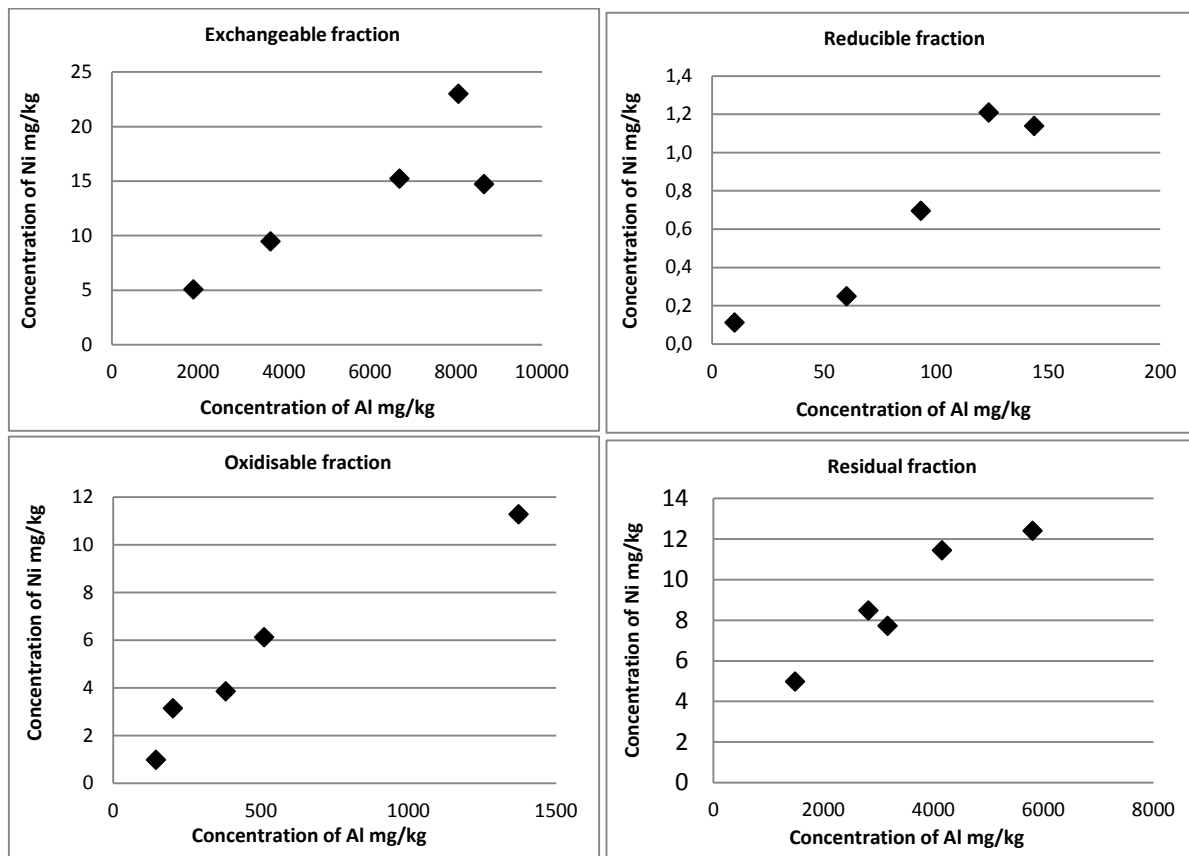 Exchangeable fraction
Concentration of Ni mg/kg
25
20
15
10
5
0
0 2000 4000 6000 8000 10000
Concentration of Al mg/kg
Reducible fraction
Concentration of Ni mg/kg
1,4
1,2
1,0
0,8
0,6
0,4
0,2
0,0
0 50 100 150 200
Concentration of Al mg/kg
Oxidisable fraction
Concentration of Ni mg/kg
12
10
8
6
4
2
0
0 500 1000 1500
Concentration of Al mg/kg
Residual fraction
Concentration of Ni mg/kg
14
12
10
8
6
4
2
0
0 2000 4000 6000 8000
Concentration of Al mg/kg